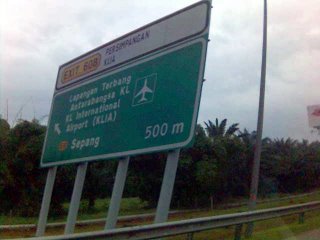 EXIT 608 PERSIMPANGAN
KLIA
Lapangan Terbang
Antarabangsa KL
KL International
Airport (KLIA)
Sepang
500 m